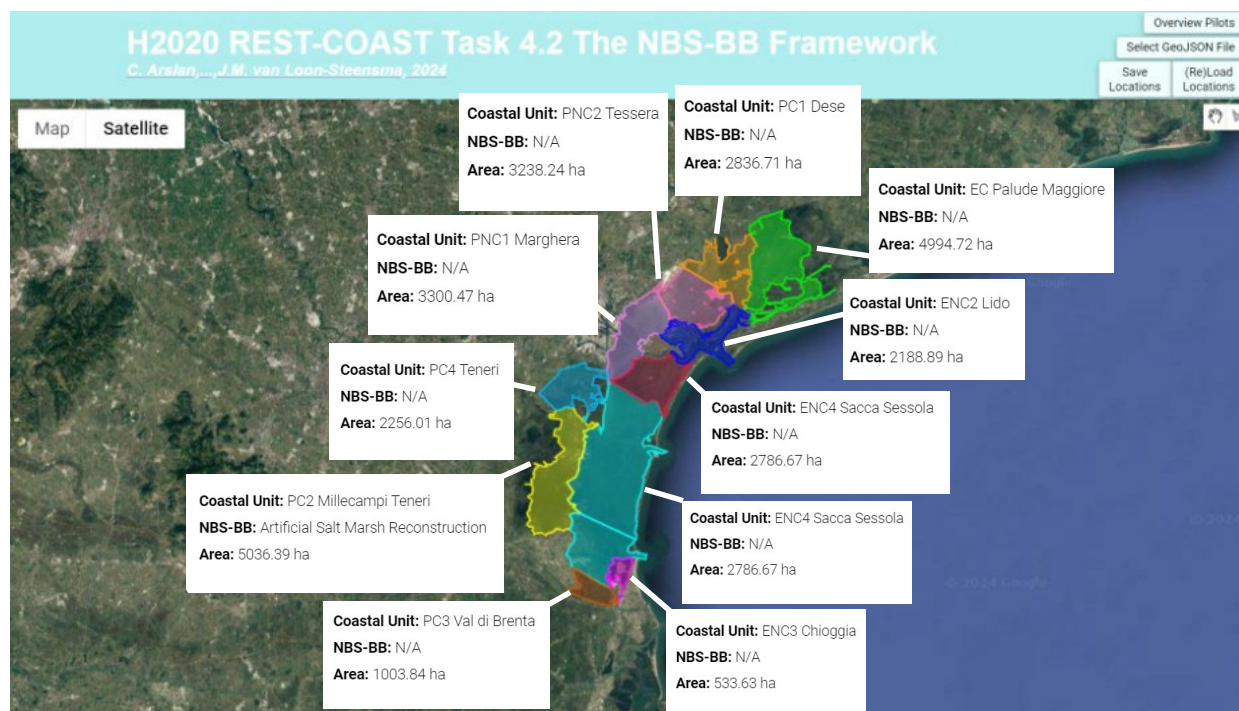 H2020 REST-COAST Task 4.2 The NBS-BB Framework
C. Arslan,...,J.M. van Loon-Steensma, 2024
Overview Pilots
Select GeoJSON File
Save Locations
(Re)Load Locations
Map
Satellite
Coastal Unit: PNC2 Tessera
NBS-BB: N/A
Area: 3238.24 ha
Coastal Unit: PC1 Dese
NBS-BB: N/A
Area: 2836.71 ha
Coastal Unit: EC Palude Maggiore
NBS-BB: N/A
Area: 4994.72 ha
Coastal Unit: PNC1 Marghera
NBS-BB: N/A
Area: 3300.47 ha
Coastal Unit: ENC2 Lido
NBS-BB: N/A
Area: 2188.89 ha
Coastal Unit: PC4 Teneri
NBS-BB: N/A
Area: 2256.01 ha
Coastal Unit: ENC4 Sacca Sessola
NBS-BB: N/A
Area: 2786.67 ha
Coastal Unit: PC2 Millecampi Teneri
NBS-BB: Artificial Salt Marsh Reconstruction
Area: 5036.39 ha
Coastal Unit: ENC4 Sacca Sessola
NBS-BB: N/A
Area: 2786.67 ha
Coastal Unit: PC3 Val di Brenta
NBS-BB: N/A
Area: 1003.84 ha
Coastal Unit: ENC3 Chioggia
NBS-BB: N/A
Area: 533.63 ha
© 2024 Google
© 2024
Google